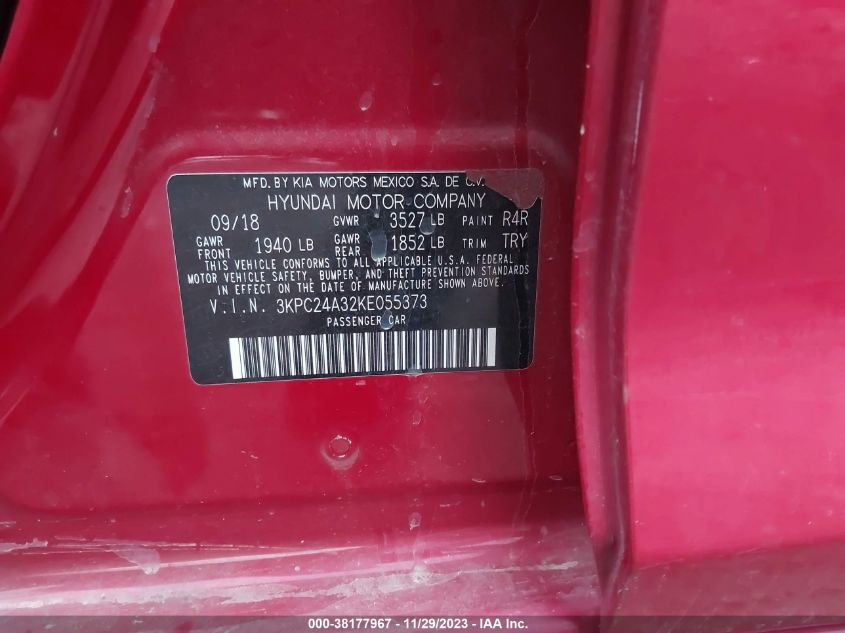 MFD. BY KIA MOTORS MEXICO S.A. DE C.V.
HYUNDAI MOTOR COMPANY
09/18 GVWR 3527 LB PAINT R4R
GAWR FRONT 1940 LB GAWR REAR 1852 LB TRIM TRY
THIS VEHICLE CONFORMS TO ALL APPLICABLE U.S.A. FEDERAL
MOTOR VEHICLE SAFETY, BUMPER, AND THEFT PREVENTION STANDARDS
IN EFFECT ON THE DATE OF MANUFACTURE SHOWN ABOVE.
V.I.N. 3KPC24A32KE055373
PASSENGER CAR
000-38177967 - 11/29/2023 - IAA Inc.